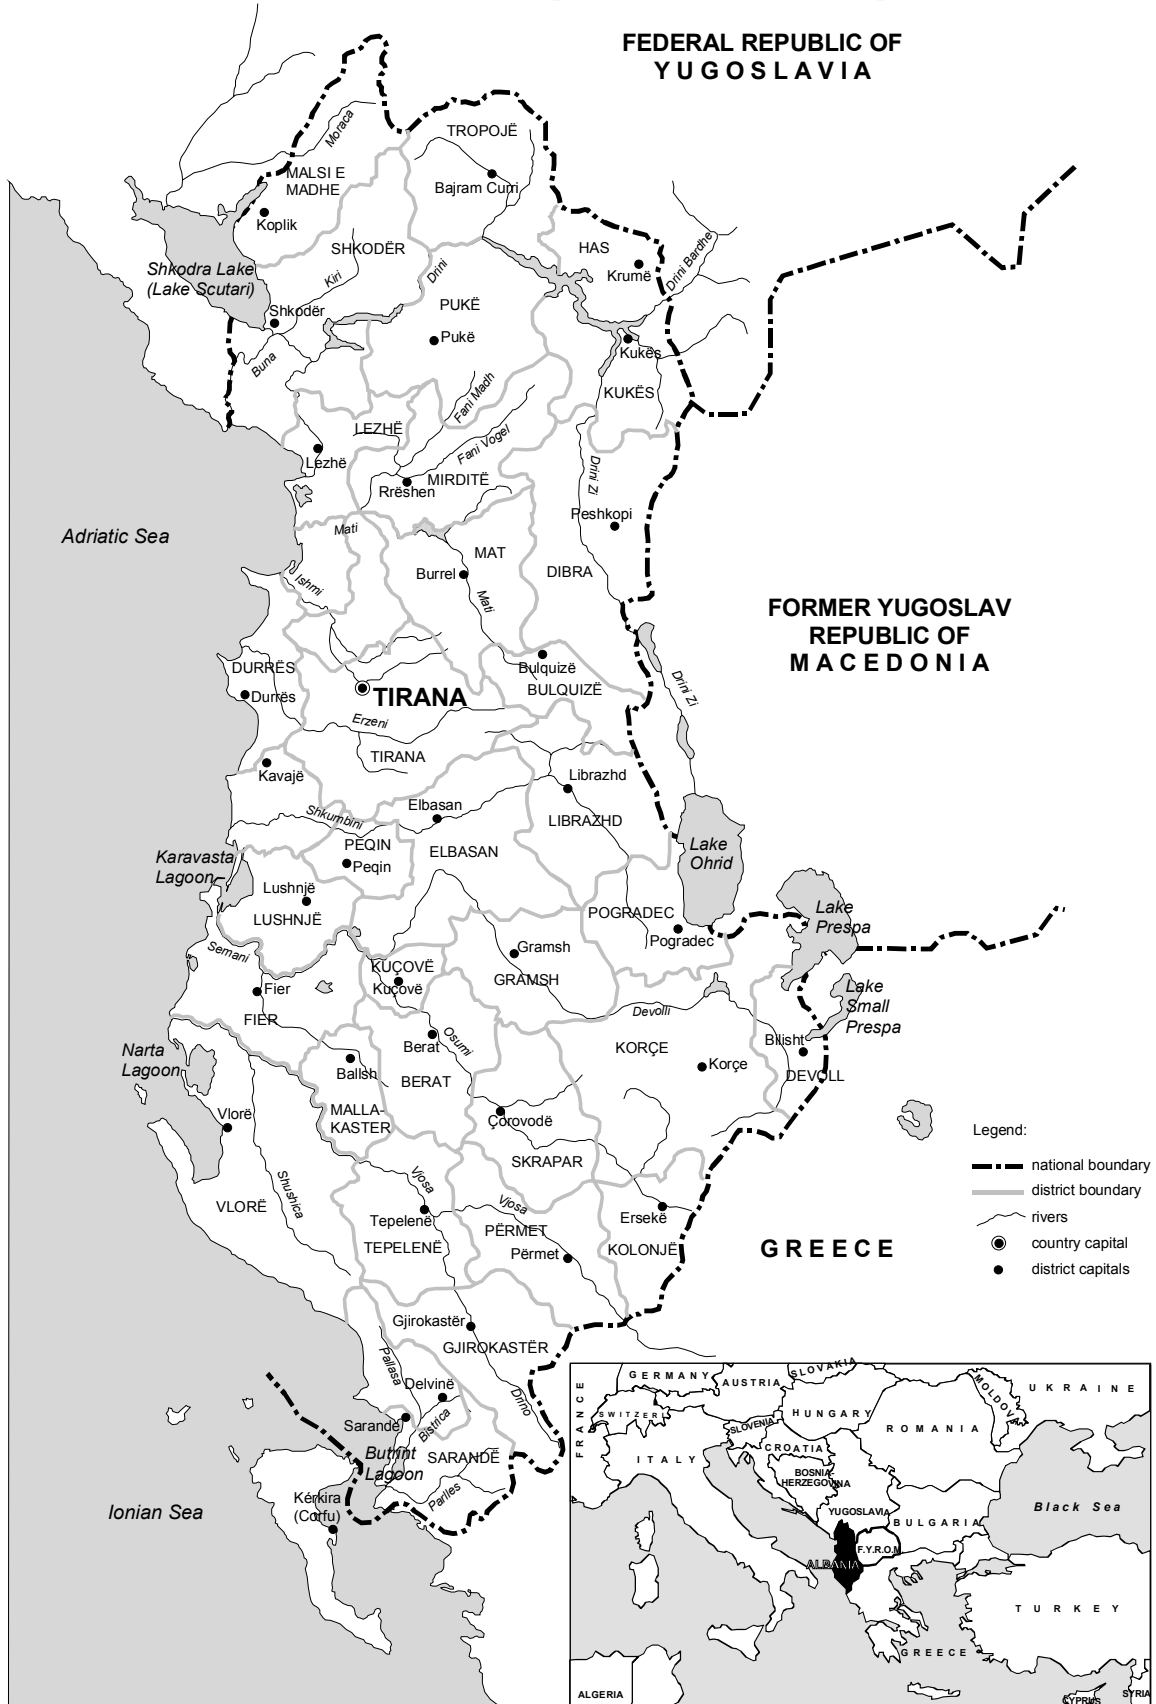 FEDERAL REPUBLIC OF
YUGOSLAVIA
TROPOJË
Moraca
MALSI E
MADHE
Bajram Curri
Koplik
SHKODËR
HAS
Drini Bardhe
Shkodra Lake
(Lake Scutari)
Kiri
Drini
Krumë
PUKË
Shkodër
Pukë
Kukës
Buna
Fani Madh
KUKËS
LEZHË
Fani Vogel
Lezhë
MIRDITË
Rrëshen
Drini Zi
Peshkopi
Adriatic Sea
Mati
MAT
Burrel
DIBRA
Ishmi
Mati
FORMER YUGOSLAV
REPUBLIC OF
MACEDONIA
DURRËS
Bulquizë
BULQUIZË
Drini Zi
Durrës
TIRANA
Erzeni
TIRANA
Kavajë
Librazhd
Elbasan
Shkumbini
LIBRAZHD
PEQIN
ELBASAN
Lake
Ohrid
Karavasta
Lagoon
Peqin
Lushnjë
LUSHNJË
POGRADEC
Lake
Prespa
Pogradec
Semani
Gramsh
KUÇOVË
GRAMSH
Kuçovë
Fier
Lake
Small
Prespa
FIER
Devolli
Osumi
Berat
KORÇE
Bilisht
Narta
Lagoon
Ballsh
BERAT
Korçe
DEVOLL
MALLA-
KASTER
Vlorë
Çorovodë
Legend:
SKRAPAR
national boundary
Shushica
Vjosa
district boundary
VLORË
Vjosa
Tepelenë
Ersekë
rivers
PËRMET
TEPELENË
Përmet
KOLONJË
GREECE
country capital
district capitals
Gjirokastër
GJIROKASTËR
Pallasa
Delvinë
Drino
Sarandë
Bistrica
Butrint
Lagoon
SARANDË
Parlles
Kérkira
(Corfu)
Ionian Sea
FRANCE
GERMANY
SLOVAKIA
AUSTRIA
MOLDOVA
UKRAINE
SWITZERL
HUNGARY
SLOVENIA
ROMANIA
CROATIA
ITALY
BOSNIA-
HERZEGOVINA
YUGOSLAVIA
BULGARIA
Black Sea
F.Y.R.O.M
ALBANIA
TURKEY
GREECE
ALGERIA
CYPRUS
SYRIA